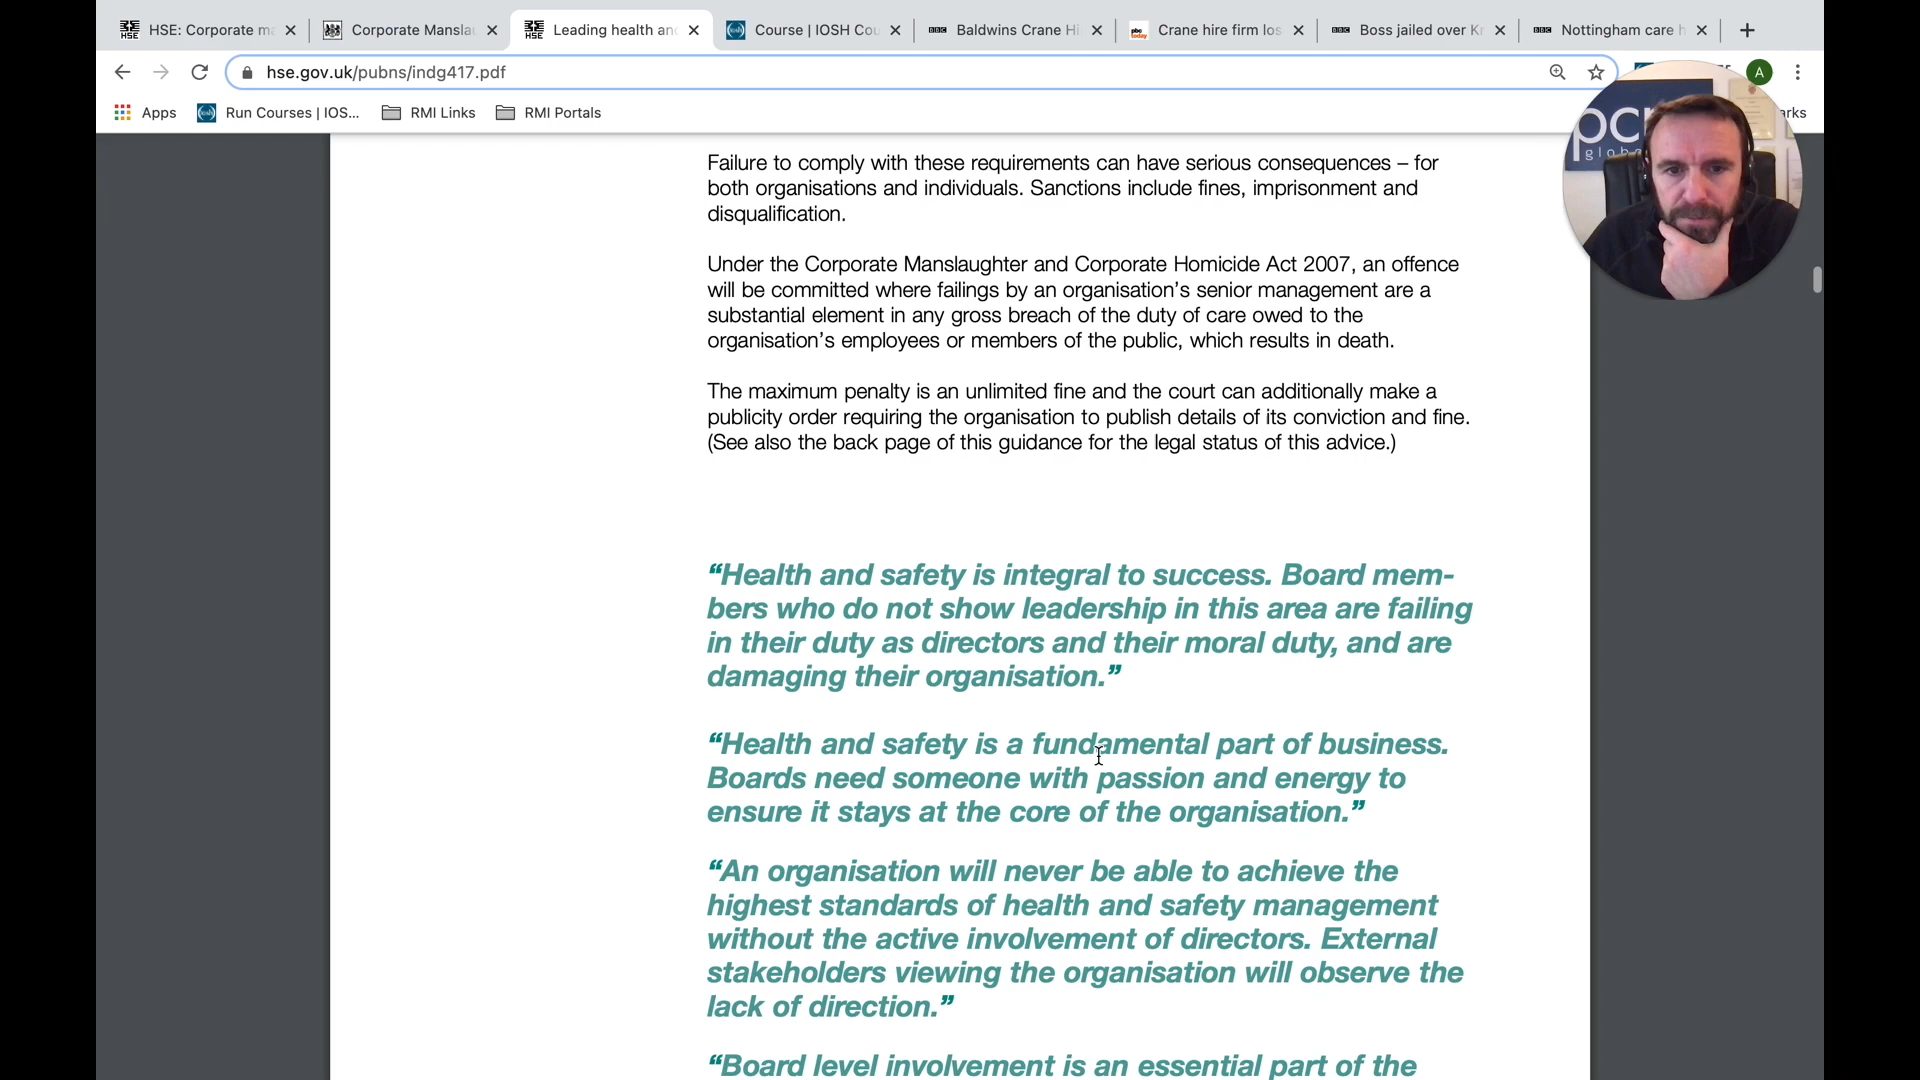 HSE: Corporate ma
Corporate Manslau
Leading health and
Course | IOSH Cou
Baldwins Crane Hi
Crane hire firm los
Boss jailed over Kn
Nottingham care h
hse.gov.uk/pubns/indg417.pdf
A
Apps
Run Courses | IOS...
RMI Links
RMI Portals
arks
Failure to comply with these requirements can have serious consequences – for
both organisations and individuals. Sanctions include fines, imprisonment and
disqualification.
Under the Corporate Manslaughter and Corporate Homicide Act 2007, an offence
will be committed where failings by an organisation’s senior management are a
substantial element in any gross breach of the duty of care owed to the
organisation’s employees or members of the public, which results in death.
The maximum penalty is an unlimited fine and the court can additionally make a
publicity order requiring the organisation to publish details of its conviction and fine.
(See also the back page of this guidance for the legal status of this advice.)
“Health and safety is integral to success. Board mem-
bers who do not show leadership in this area are failing
in their duty as directors and their moral duty, and are
damaging their organisation.”
“Health and safety is a fundamental part of business.
Boards need someone with passion and energy to
ensure it stays at the core of the organisation.”
“An organisation will never be able to achieve the
highest standards of health and safety management
without the active involvement of directors. External
stakeholders viewing the organisation will observe the
lack of direction.”
“Board level involvement is an essential part of the